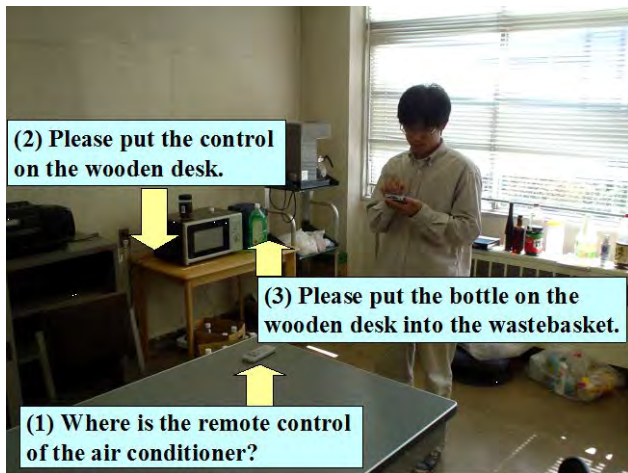 (2) Please put the control
on the wooden desk.
(3) Please put the bottle on the
wooden desk into the wastebasket.
(1) Where is the remote control
of the air conditioner?